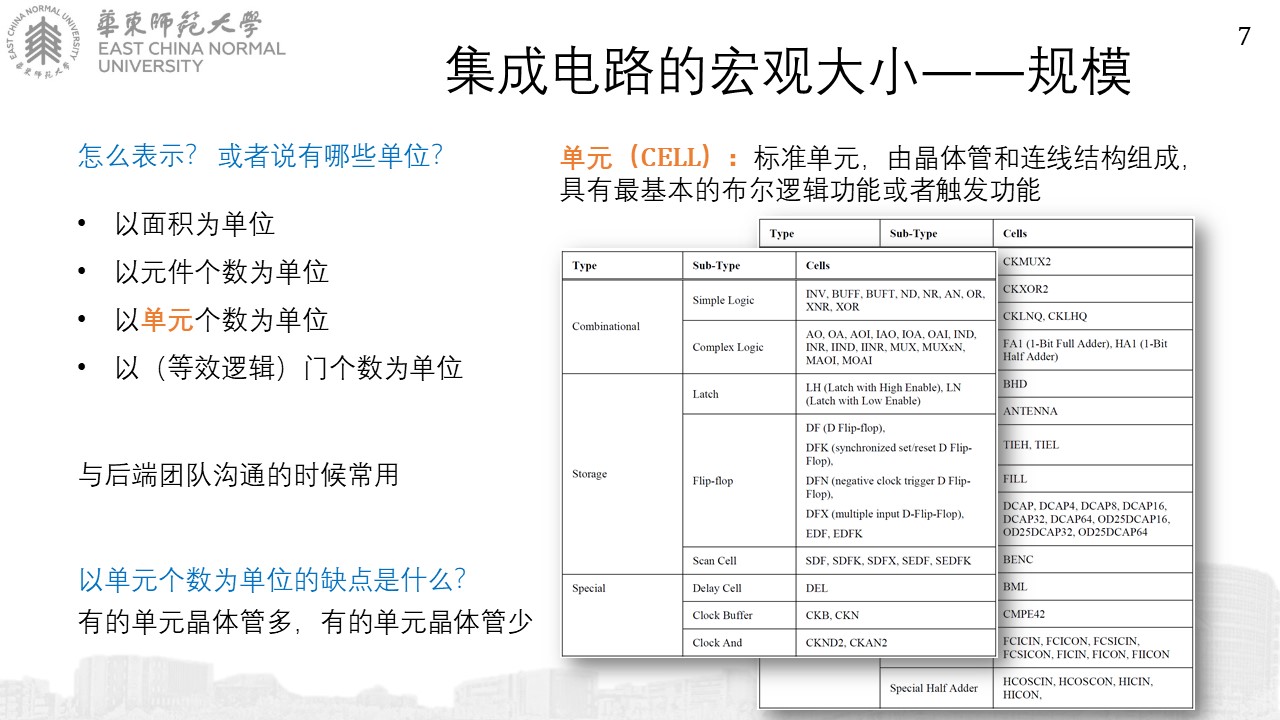 EAST CHINA NORMAL UNIVERSITY
華東师范大學
華東師范大學
EAST CHINA NORMAL
UNIVERSITY
7
集成电路的宏观大小——规模
怎么表示？ 或者说有哪些单位？
• 以面积为单位
• 以元件个数为单位
• 以单元个数为单位
• 以（等效逻辑）门个数为单位
与后端团队沟通的时候常用
以单元个数为单位的缺点是什么？
有的单元晶体管多，有的单元晶体管少
单元（CELL）：标准单元，由晶体管和连线结构组成，
具有最基本的布尔逻辑功能或者触发功能
Type Sub-Type Cells
Combinational
Simple Logic
INV, BUFF, BUFT, ND, NR, AN, OR,
XNR, XOR
Complex Logic
AO, OA, AOI, IAO, IOA, OAI, IND,
INR, IIND, IINR, MUX, MUXxN,
MAOI, MOAI
Storage
Latch
LH (Latch with High Enable), LN
(Latch with Low Enable)
Flip-flop
DF (D Flip-flop),
DFK (synchronized set/reset D Flip-
Flop),
DFN (negative clock trigger D Flip-
Flop),
DFX (multiple input D-Flip-Flop),
EDF, EDFK
Scan Cell
SDF, SDFK, SDFX, SEDF, SEDFK
Special
Delay Cell
DEL
Clock Buffer
CKB, CKN
Clock And
CKND2, CKAN2
Type Sub-Type Cells
CKMUX2
CKXOR2
CKLNQ, CKLHQ
FA1 (1-Bit Full Adder), HA1 (1-Bit
Half Adder)
BHD
ANTENNA
TIEH, TIEL
FILL
DCAP, DCAP4, DCAP8, DCAP16,
DCAP32, DCAP64, OD25DCAP16,
OD25DCAP32, OD25DCAP64
BENC
BML
CMPE42
FCICIN, FCICON, FCSICIN,
FCSICON, FICIN, FICON, FIICON
Special Half Adder
HCOSCIN, HCOSCON, HICIN,
HICON,